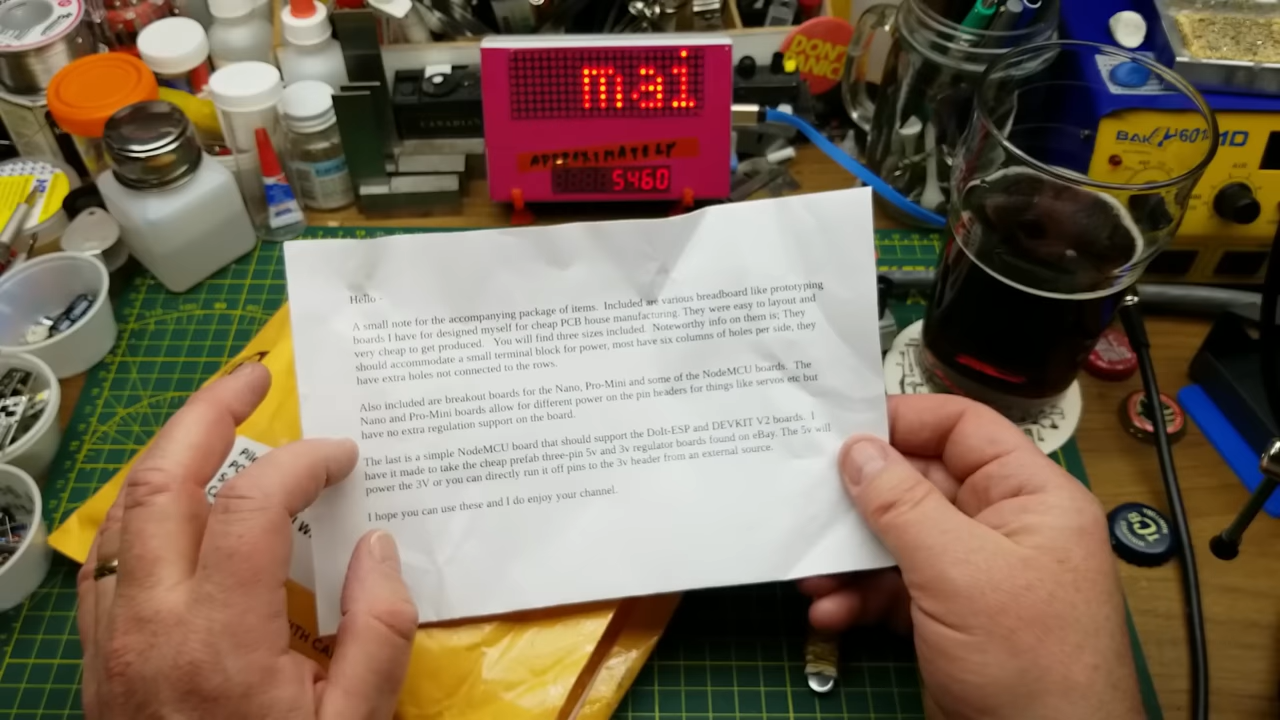 mai
DON'T
PANIC!
APPROXIMATELY
5460
CANADIAN
Hello -
A small note for the accompanying package of items. Included are various breadboard like prototyping
boards I have for designed myself for cheap PCB house manufacturing. They were easy to layout and
very cheap to get produced. You will find three sizes included. Noteworthy info on them is; They
should accommodate a small terminal block for power, most have six columns of holes per side, they
have extra holes not connected to the rows.
Also included are breakout boards for the Nano, Pro-Mini and some of the NodeMCU boards. The
Nano and Pro-Mini boards allow for different power on the pin headers for things like servos etc but
have no extra regulation support on the board.
The last is a simple NodeMCU board that should support the DoIt-ESP and DEVKIT V2 boards. I
have it made to take the cheap prefab three-pin 5v and 3v regulator boards found on eBay. The 5v will
power the 3V or you can directly run it off pins to the 3v header from an external source.
I hope you can use these and I do enjoy your channel.
TCB